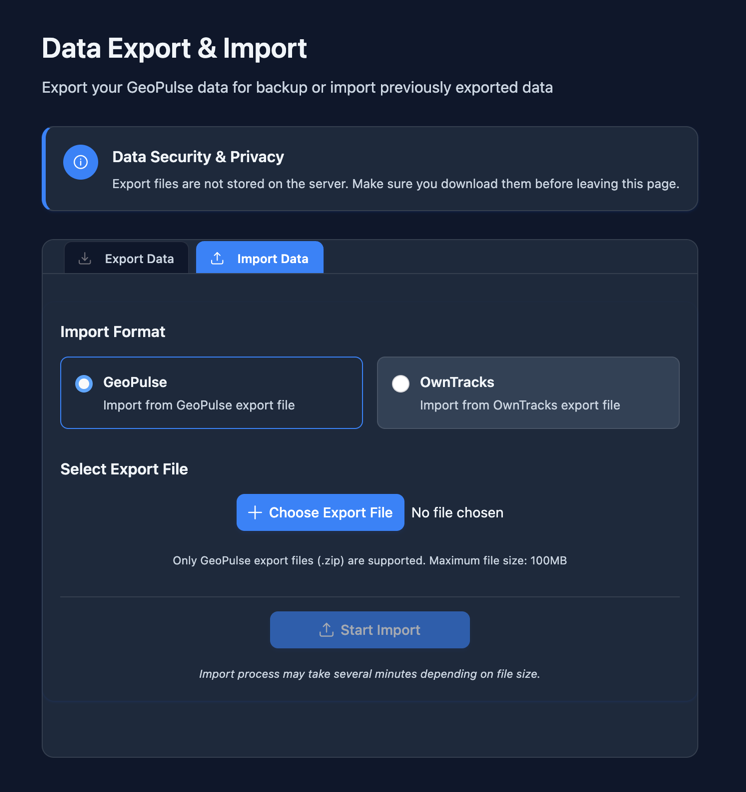 Data Export & Import
Export your GeoPulse data for backup or import previously exported data
Data Security & Privacy
Export files are not stored on the server. Make sure you download them before leaving this page.
Export Data
Import Data
Import Format
GeoPulse
Import from GeoPulse export file
OwnTracks
Import from OwnTracks export file
Select Export File
Choose Export File
No file chosen
Only GeoPulse export files (.zip) are supported. Maximum file size: 100MB
Start Import
Import process may take several minutes depending on file size.